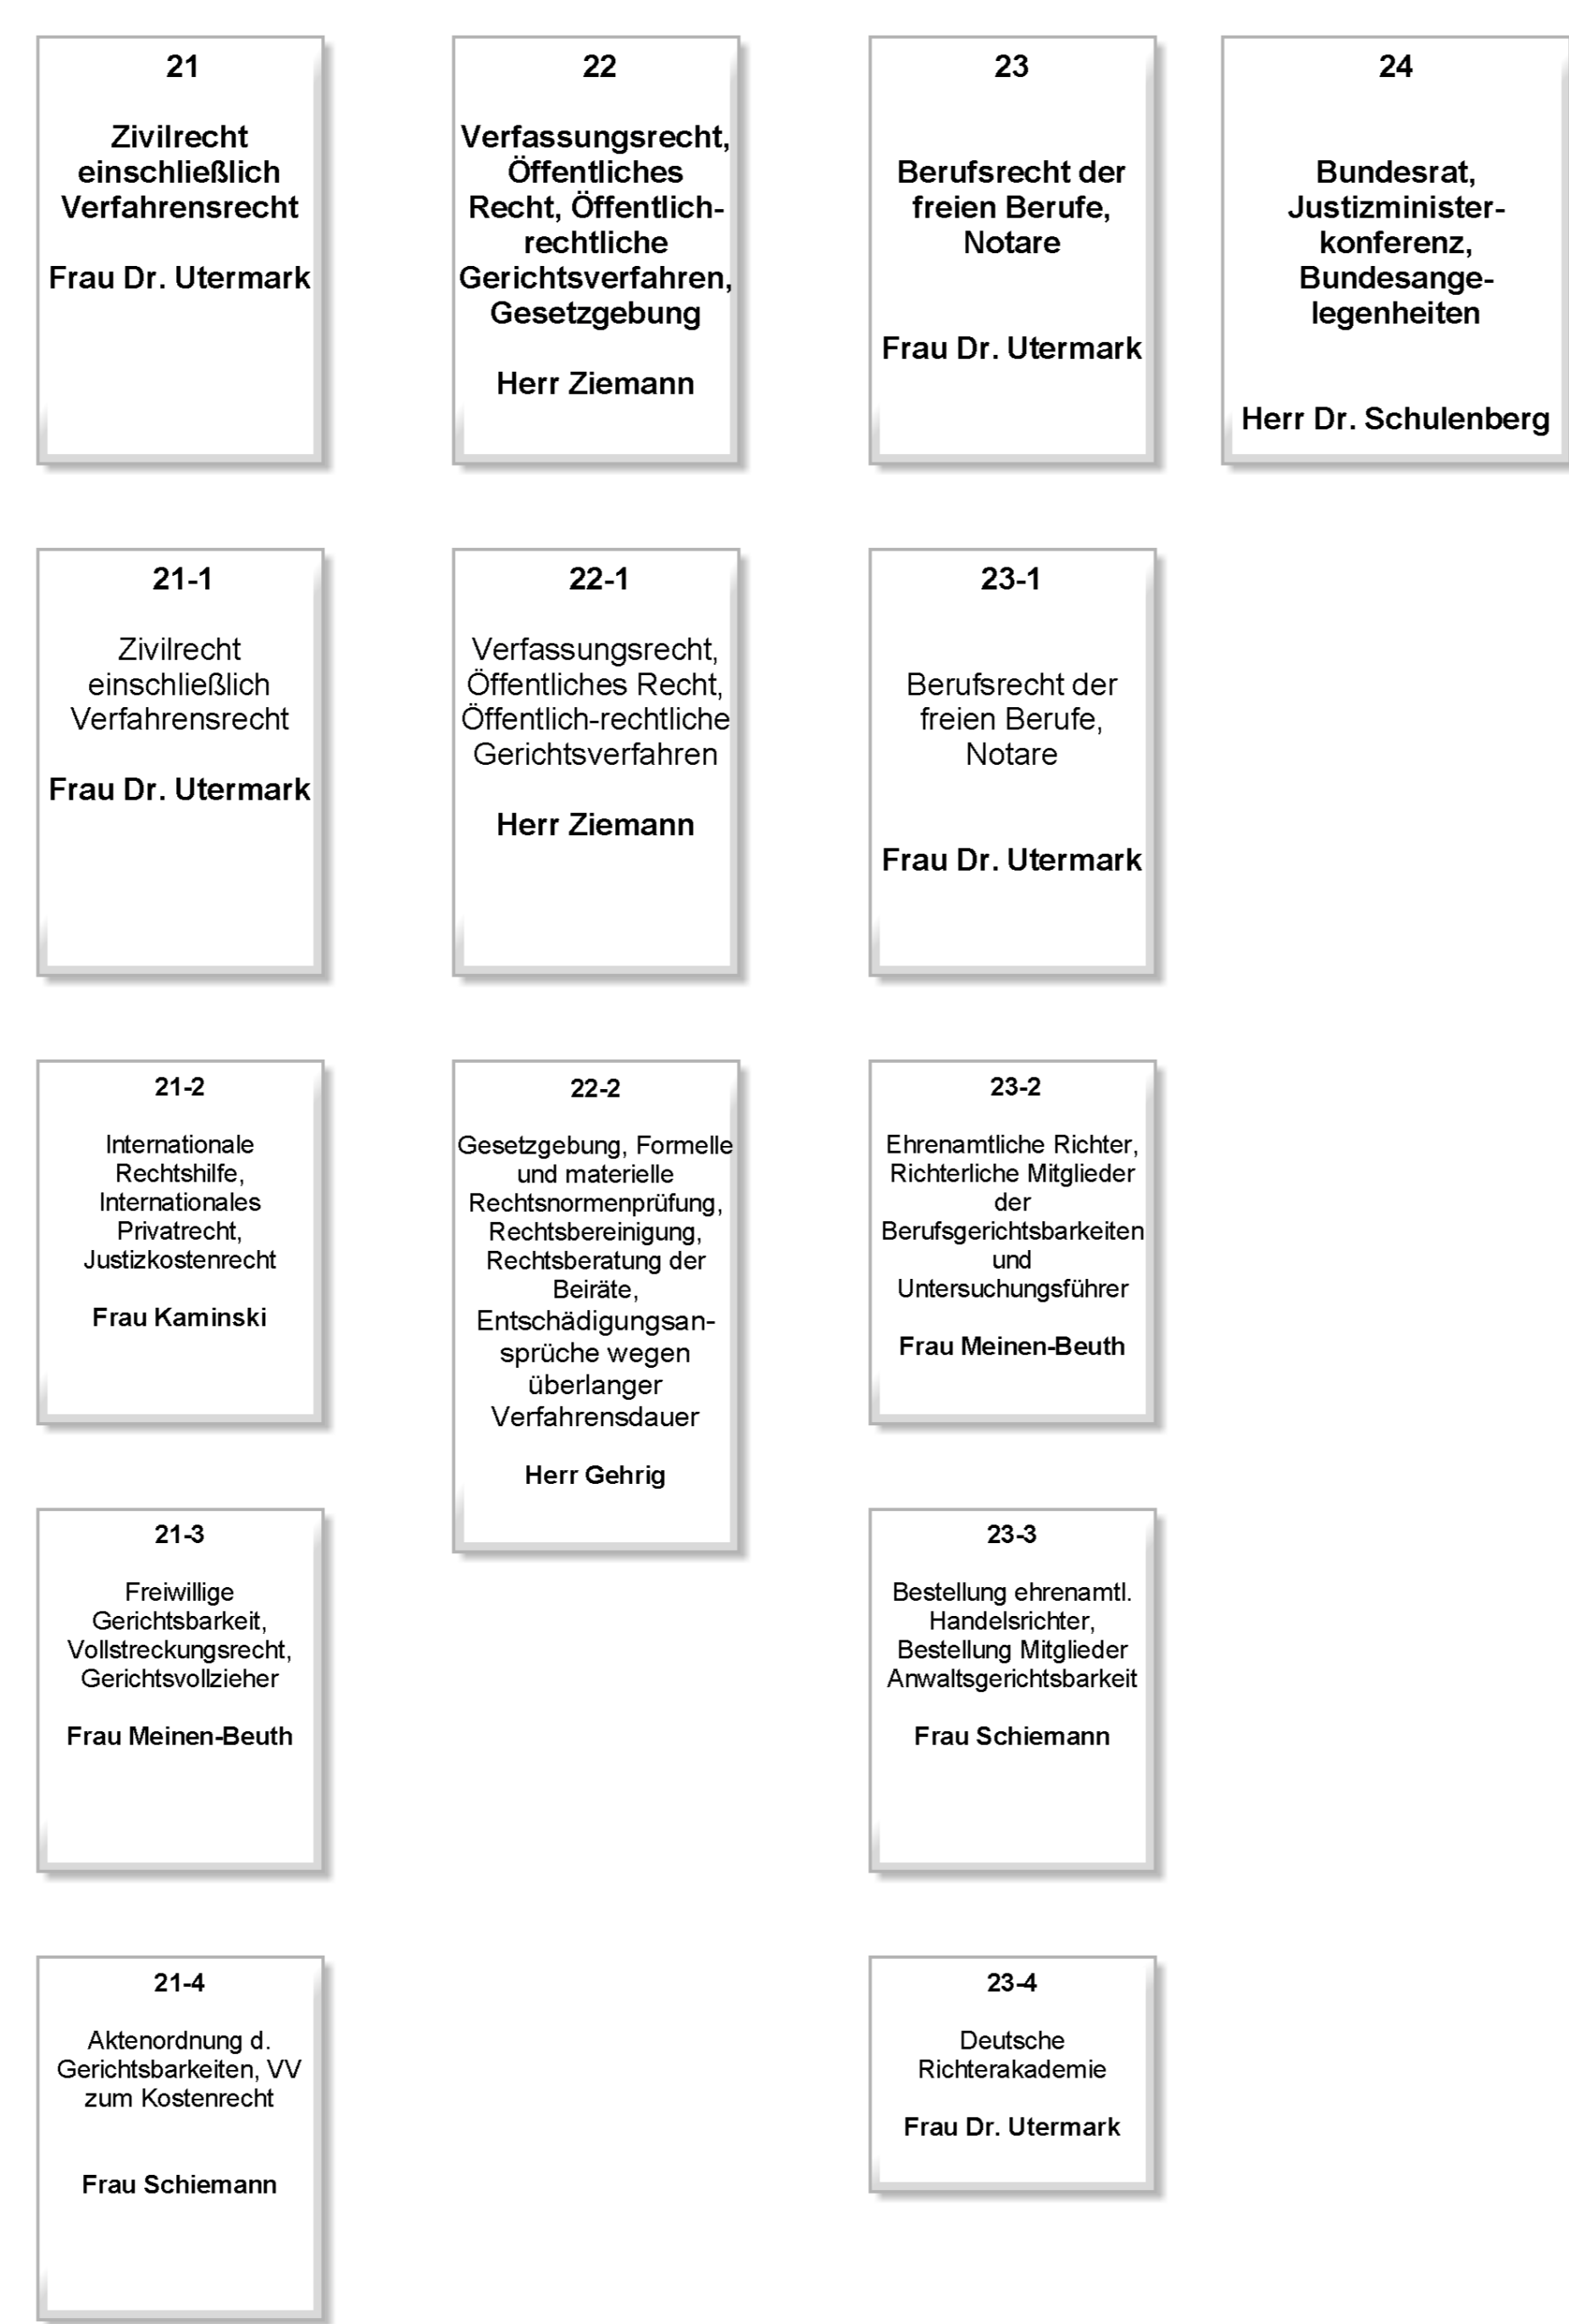 21
Zivilrecht
einschließlich
Verfahrensrecht
Frau Dr. Utermark
22
Verfassungsrecht,
Öffentliches
Recht, Öffentlich-
rechtliche
Gerichtsverfahren,
Gesetzgebung
Herr Ziemann
23
Berufsrecht der
freien Berufe,
Notare
Frau Dr. Utermark
24
Bundesrat,
Justizminister-
konferenz,
Bundesange-
legenheiten
Herr Dr. Schulenberg
21-1
Zivilrecht
einschließlich
Verfahrensrecht
Frau Dr. Utermark
22-1
Verfassungsrecht,
Öffentliches Recht,
Öffentlich-rechtliche
Gerichtsverfahren
Herr Ziemann
23-1
Berufsrecht der
freien Berufe,
Notare
Frau Dr. Utermark
21-2
Internationale
Rechtshilfe,
Internationales
Privatrecht,
Justizkostenrecht
Frau Kaminski
22-2
Gesetzgebung, Formelle
und materielle
Rechtsnormenprüfung,
Rechtsbereinigung,
Rechtsberatung der
Beiräte,
Entschädigungsan-
sprüche wegen
überlanger
Verfahrensdauer
Herr Gehrig
23-2
Ehrenamtliche Richter,
Richterliche Mitglieder
der
Berufsgerichtsbarkeiten
und
Untersuchungsführer
Frau Meinen-Beuth
21-3
Freiwillige
Gerichtsbarkeit,
Vollstreckungsrecht,
Gerichtsvollzieher
Frau Meinen-Beuth
23-3
Bestellung ehrenamtl.
Handelsrichter,
Bestellung Mitglieder
Anwaltsgerichtsbarkeit
Frau Schiemann
21-4
Aktenordnung d.
Gerichtsbarkeiten, VV
zum Kostenrecht
Frau Schiemann
23-4
Deutsche
Richterakademie
Frau Dr. Utermark